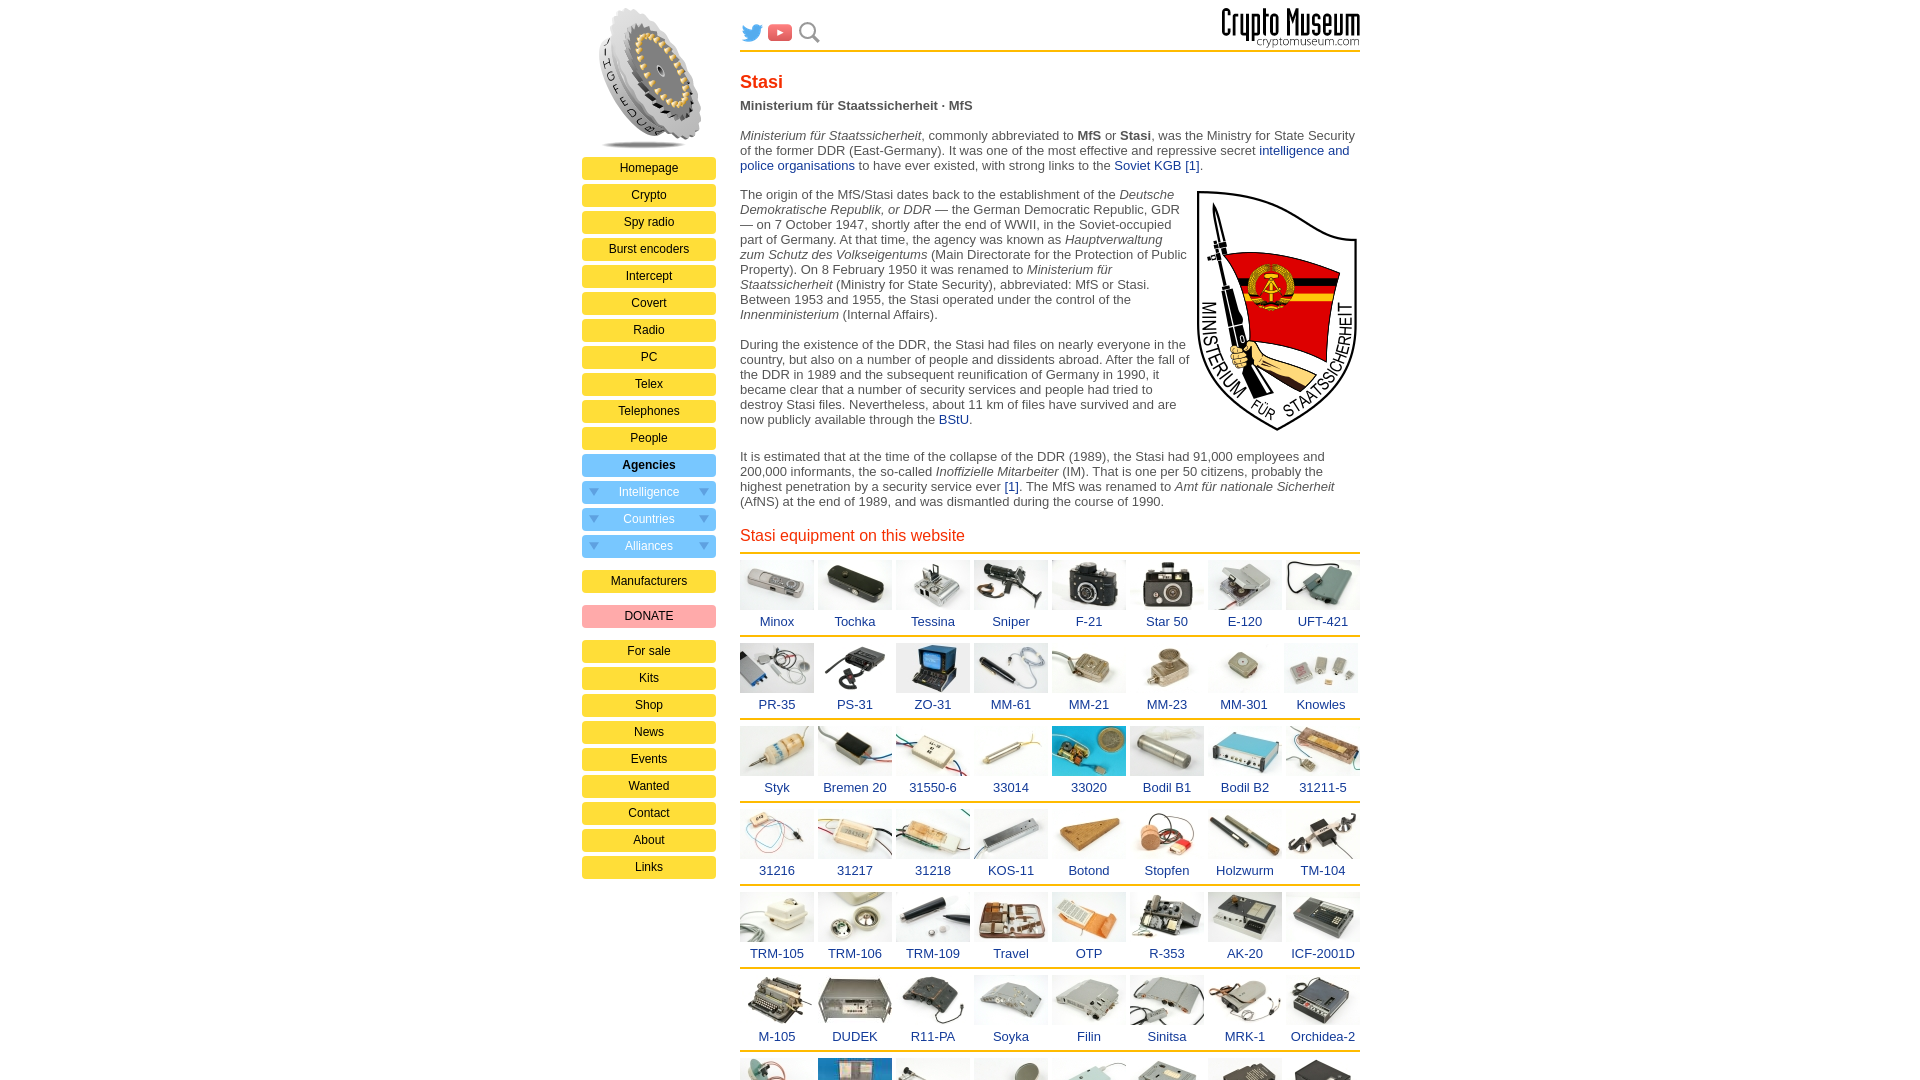 Crypto Museum
cryptomuseum.com
Homepage
Crypto
Spy radio
Burst encoders
Intercept
Covert
Radio
PC
Telex
Telephones
People
Agencies
Intelligence
Countries
Alliances
Manufacturers
DONATE
For sale
Kits
Shop
News
Events
Wanted
Contact
About
Links
Stasi
Ministerium für Staatssicherheit · MfS
Ministerium für Staatssicherheit, commonly abbreviated to MfS or Stasi, was the Ministry for State Security
of the former DDR (East-Germany). It was one of the most effective and repressive secret intelligence and
police organisations to have ever existed, with strong links to the Soviet KGB [1].
The origin of the MfS/Stasi dates back to the establishment of the Deutsche
Demokratische Republik, or DDR — the German Democratic Republic, GDR
— on 7 October 1947, shortly after the end of WWII, in the Soviet-occupied
part of Germany. At that time, the agency was known as Hauptverwaltung
zum Schutz des Volkseigentums (Main Directorate for the Protection of Public
Property). On 8 February 1950 it was renamed to Ministerium für
Staatssicherheit (Ministry for State Security), abbreviated: MfS or Stasi.
Between 1953 and 1955, the Stasi operated under the control of the
Innenministerium (Internal Affairs).
MINISTERIUM FÜR STAATSSICHERHEIT
During the existence of the DDR, the Stasi had files on nearly everyone in the
country, but also on a number of people and dissidents abroad. After the fall of
the DDR in 1989 and the subsequent reunification of Germany in 1990, it
became clear that a number of security services and people had tried to
destroy Stasi files. Nevertheless, about 11 km of files have survived and are
now publicly available through the BStU.
It is estimated that at the time of the collapse of the DDR (1989), the Stasi had 91,000 employees and
200,000 informants, the so-called Inoffizielle Mitarbeiter (IM). That is one per 50 citizens, probably the
highest penetration by a security service ever [1]. The MfS was renamed to Amt für nationale Sicherheit
(AfNS) at the end of 1989, and was dismantled during the course of 1990.
Stasi equipment on this website
Minox Tochka Tessina Sniper F-21 Star 50 E-120 UFT-421
PR-35 PS-31 ZO-31 MM-61 MM-21 MM-23 MM-301 Knowles
Styk Bremen 20 31550-6 33014 33020 Bodil B1 Bodil B2 31211-5
31216 31217 31218 KOS-11 Botond Stopfen Holzwurm TM-104
TRM-105 TRM-106 TRM-109 Travel OTP R-353 AK-20 ICF-2001D
M-105 DUDEK R11-PA Soyka Filin Sinitsa MRK-1 Orchidea-2